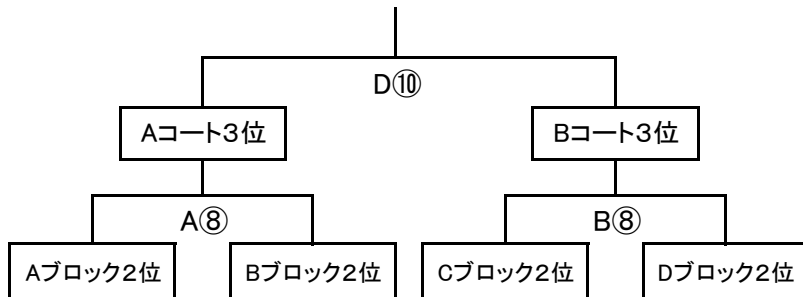 D⑩
Aコート3位
Bコート3位
A⑧
B⑧
Aブロック2位
Bブロック2位
Cブロック2位
Dブロック2位